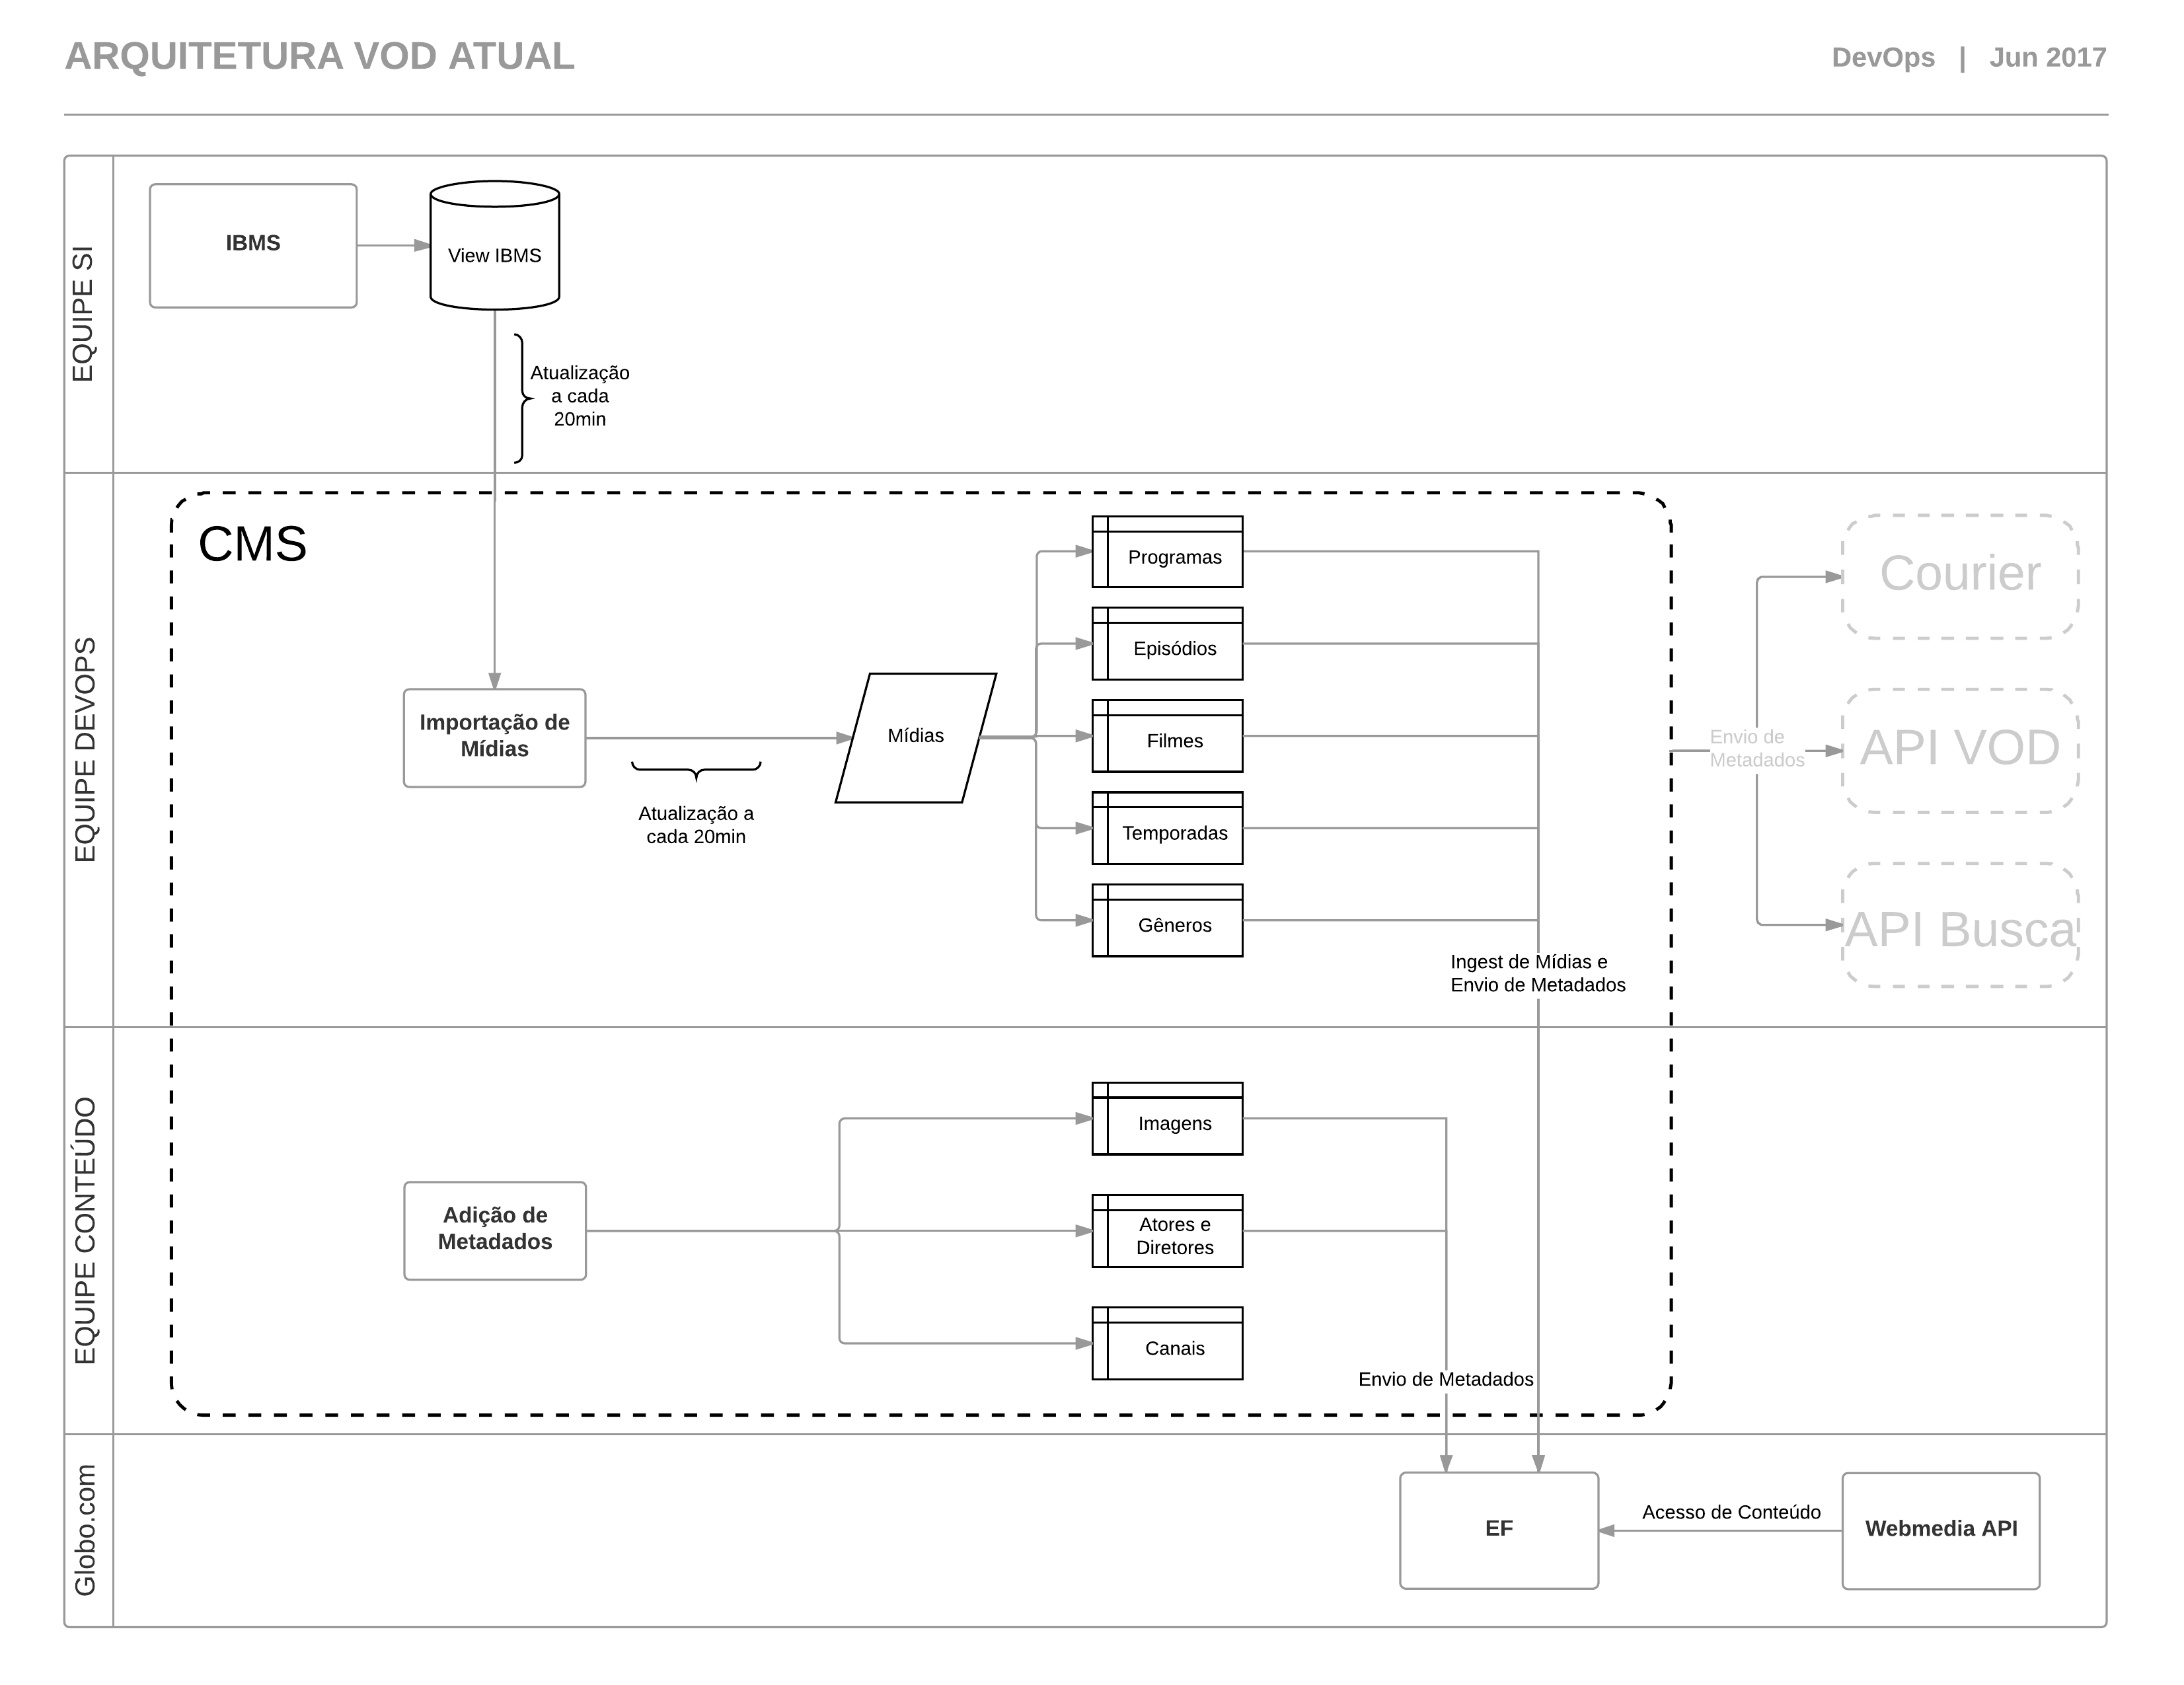 ARQUITETURA VOD ATUAL
DevOps | Jun 2017
EQUIPE SI
IBMS
View IBMS
Atualização
a cada
20min
EQUIPE DEVOPS
CMS
Importação de
Mídias
Atualização a
cada 20min
Mídias
Programas
Episódios
Filmes
Temporadas
Gêneros
Ingest de Mídias e
Envio de Metadados
Envio de
Metadados
Courier
API VOD
API Busca
EQUIPE CONTEÚDO
Adição de
Metadados
Imagens
Atores e
Diretores
Canais
Envio de Metadados
Globo.com
EF
Acesso de Conteúdo
Webmedia API